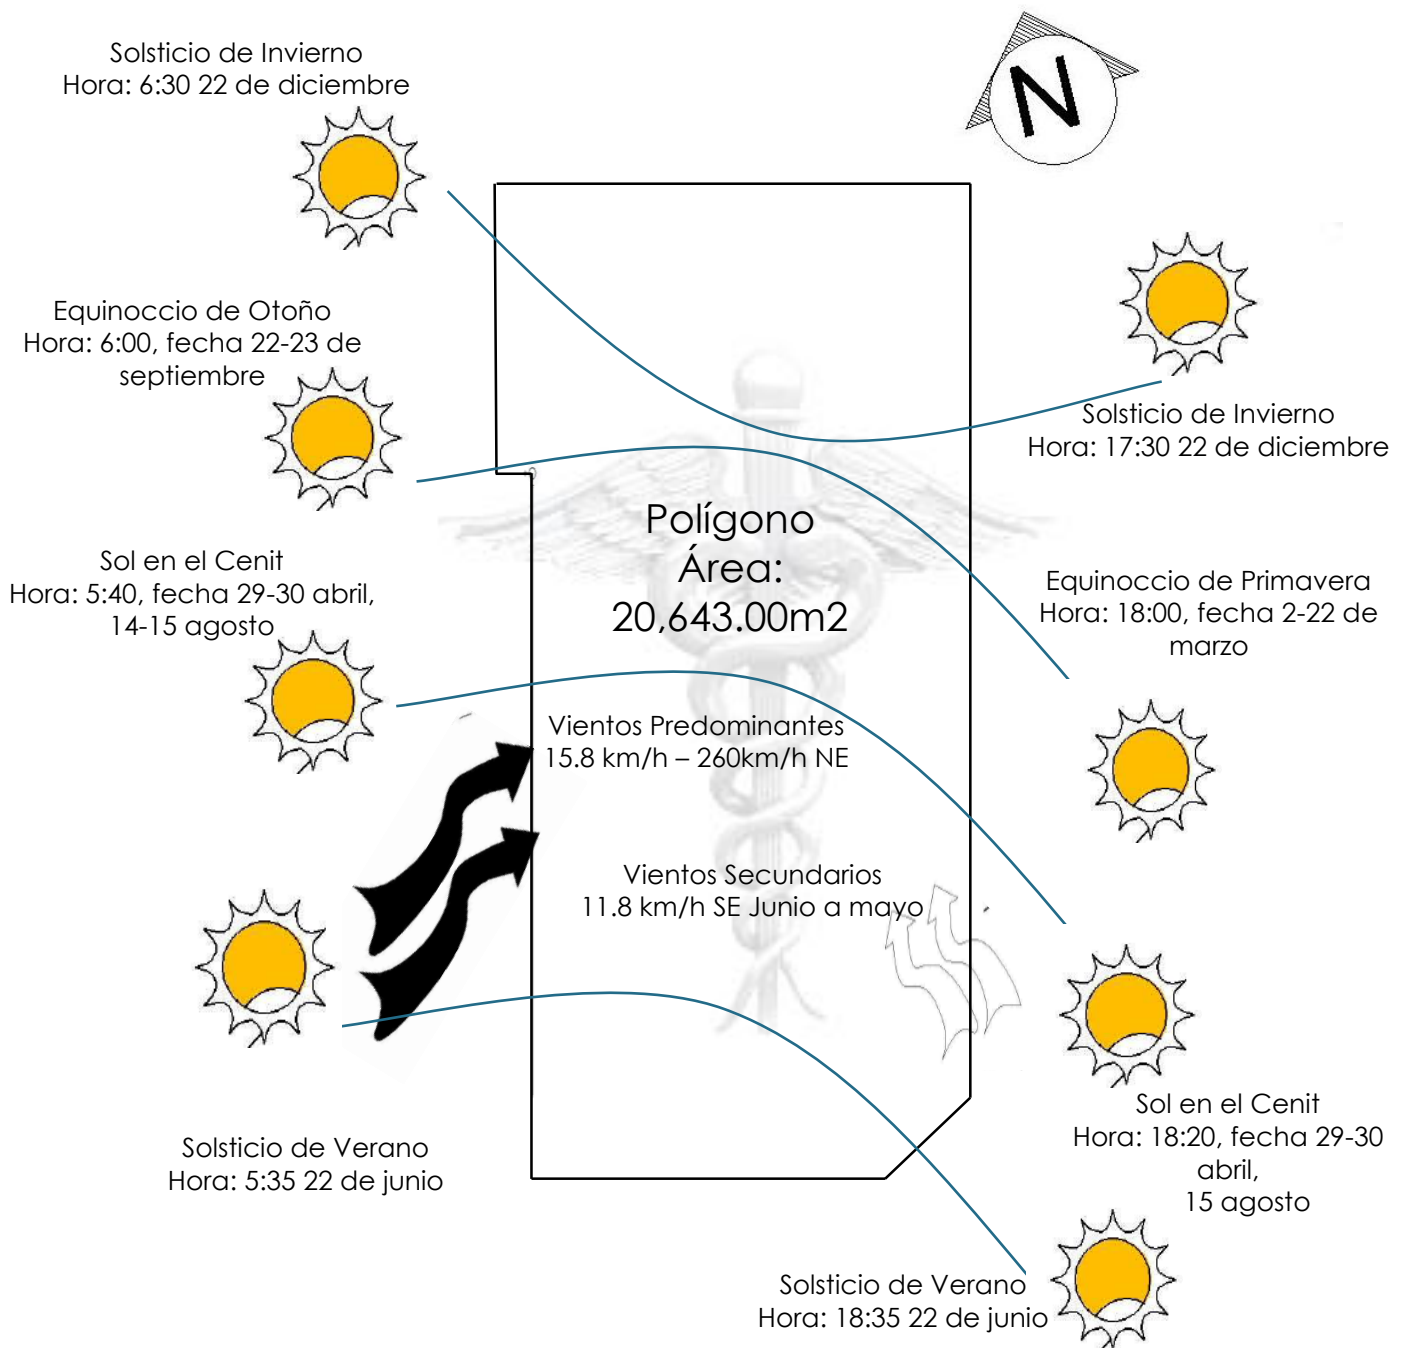 Solsticio de Invierno
Hora: 6:30 22 de diciembre
N
Equinoccio de Otoño
Hora: 6:00, fecha 22-23 de
septiembre
Solsticio de Invierno
Hora: 17:30 22 de diciembre
Polígono
Área:
20,643.00m2
Sol en el Cenit
Hora: 5:40, fecha 29-30 abril,
14-15 agosto
Equinoccio de Primavera
Hora: 18:00, fecha 2-22 de
marzo
Vientos Predominantes
15.8 km/h – 260km/h NE
Vientos Secundarios
11.8 km/h SE Junio a mayo
Sol en el Cenit
Hora: 18:20, fecha 29-30
abril,
15 agosto
Solsticio de Verano
Hora: 5:35 22 de junio
Solsticio de Verano
Hora: 18:35 22 de junio